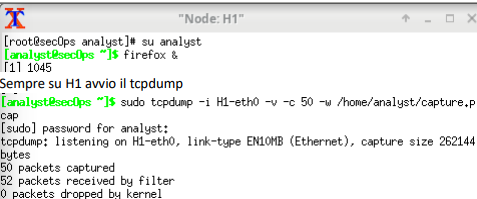 "Node: H1"
[root@secOps analyst]# su analyst
[analyst@secOps ~]$ firefox &
[1] 1045
Sempre su H1 avvio il tcpdump
[analyst@secOps ~]$ sudo tcpdump -i H1-eth0 -v -c 50 -w /home/analyst/capture.p
cap
[sudo] password for analyst:
tcpdump: listening on H1-eth0, link-type EN10MB (Ethernet), capture size 262144
bytes
50 packets captured
52 packets received by filter
0 packets dropped by kernel